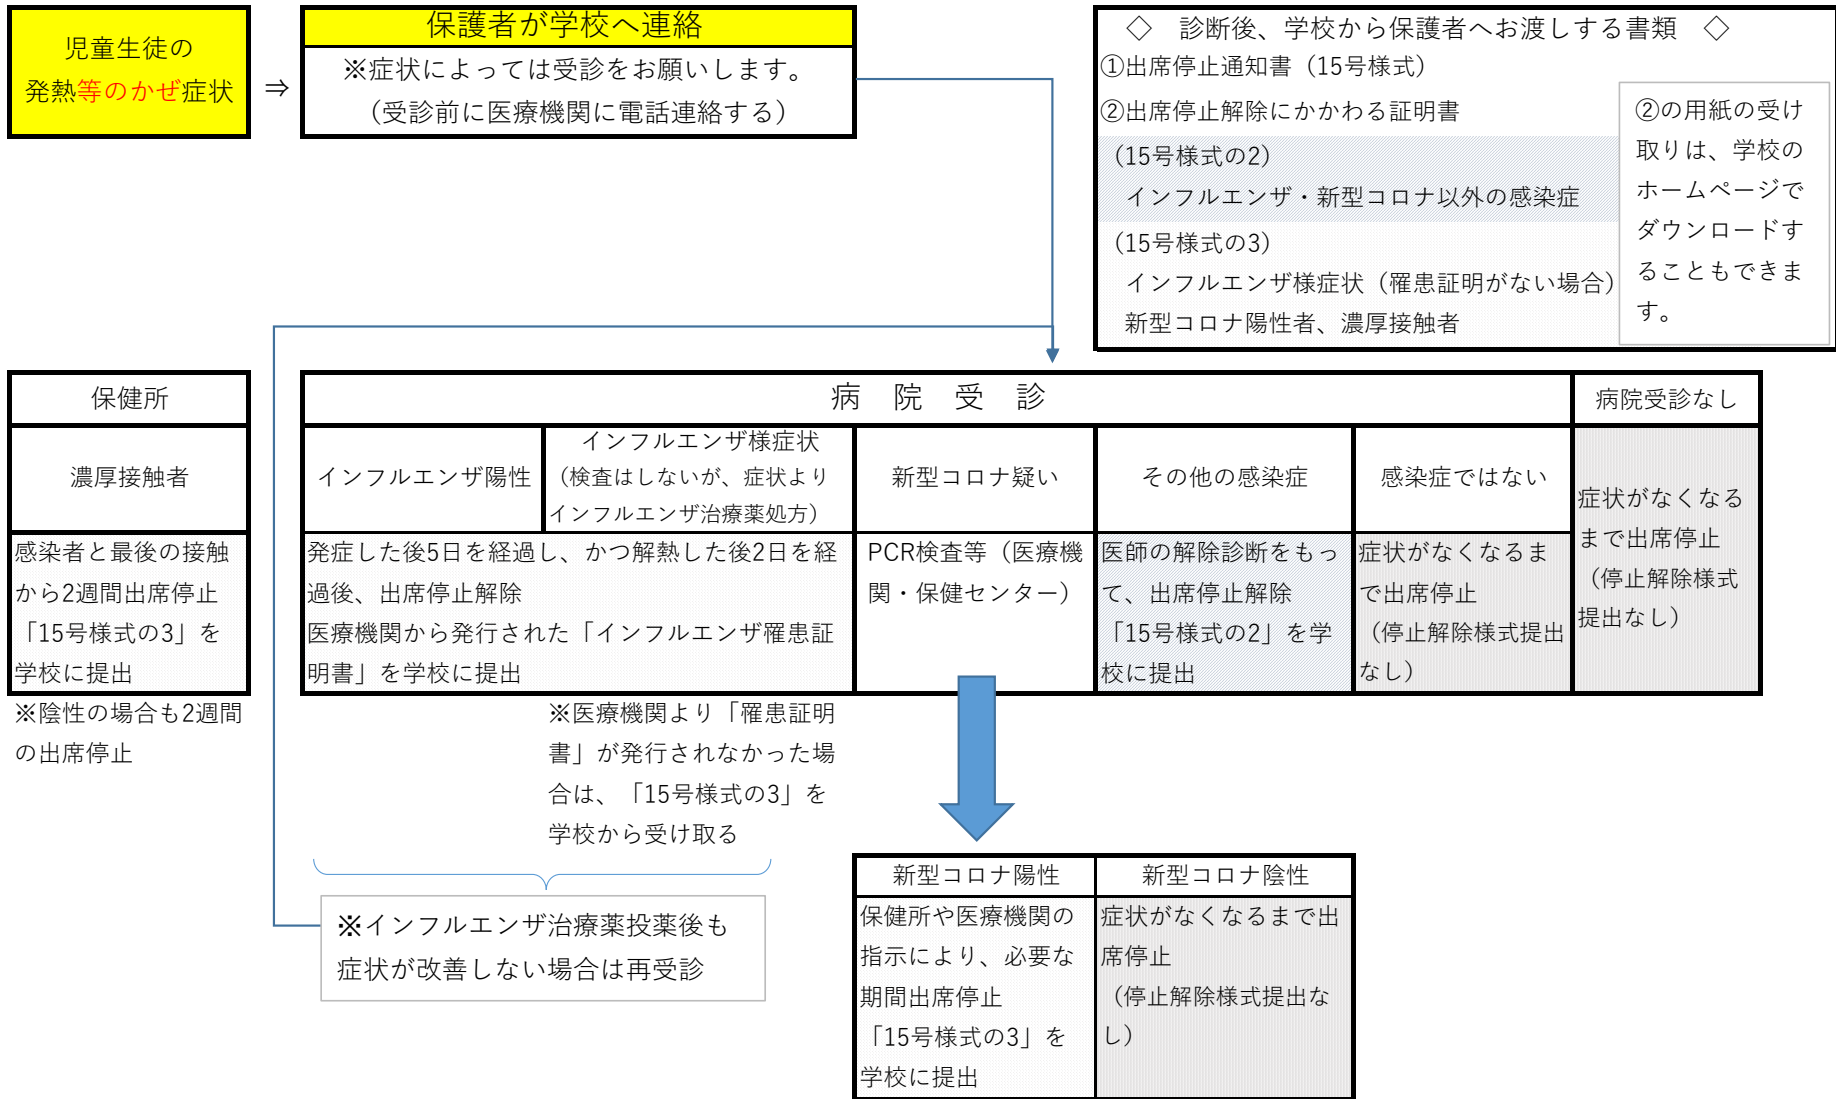 児童生徒の
発熱等のかぜ症状
⇒
保護者が学校へ連絡
※症状によっては受診をお願いします。
（受診前に医療機関に電話連絡する）
◇　診断後、学校から保護者へお渡しする書類　◇
①出席停止通知書（15号様式）
②出席停止解除にかかわる証明書
（15号様式の2）
インフルエンザ・新型コロナ以外の感染症
（15号様式の3）
インフルエンザ様症状（罹患証明がない場合）
新型コロナ陽性者、濃厚接触者
②の用紙の受け
取りは、学校の
ホームページで
ダウンロードす
ることもできま
す。
保健所
濃厚接触者
感染者と最後の接触
から2週間出席停止
「15号様式の3」を
学校に提出
※陰性の場合も2週間
の出席停止
病　院　受　診
インフルエンザ陽性
インフルエンザ様症状
（検査はしないが、症状より
インフルエンザ治療薬処方）
発症した後5日を経過し、かつ解熱した後2日を経
過後、出席停止解除
医療機関から発行された「インフルエンザ罹患証
明書」を学校に提出
※医療機関より「罹患証明
書」が発行されなかった場
合は、「15号様式の3」を
学校から受け取る
※インフルエンザ治療薬投薬後も
症状が改善しない場合は再受診
新型コロナ疑い
PCR検査等（医療機
関・保健センター）
その他の感染症
医師の解除診断をもっ
て、出席停止解除
「15号様式の2」を学
校に提出
感染症ではない
症状がなくなるま
で出席停止
（停止解除様式提出
なし）
病院受診なし
症状がなくなる
まで出席停止
（停止解除様式
提出なし）
新型コロナ陽性
保健所や医療機関の
指示により、必要な
期間出席停止
「15号様式の3」を
学校に提出
新型コロナ陰性
症状がなくなるまで出
席停止
（停止解除様式提出な
し）